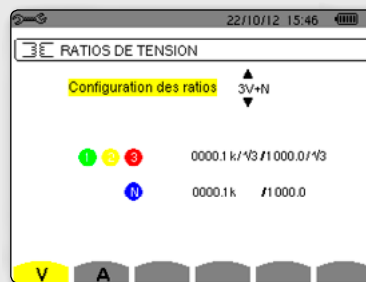 22/10/12 15:46
RATIOS DE TENSION
Configuration des ratios 3V+N
1 2 3 0000.1 k/√3 /1000.0/√3
N 0000.1k /1000.0
V A